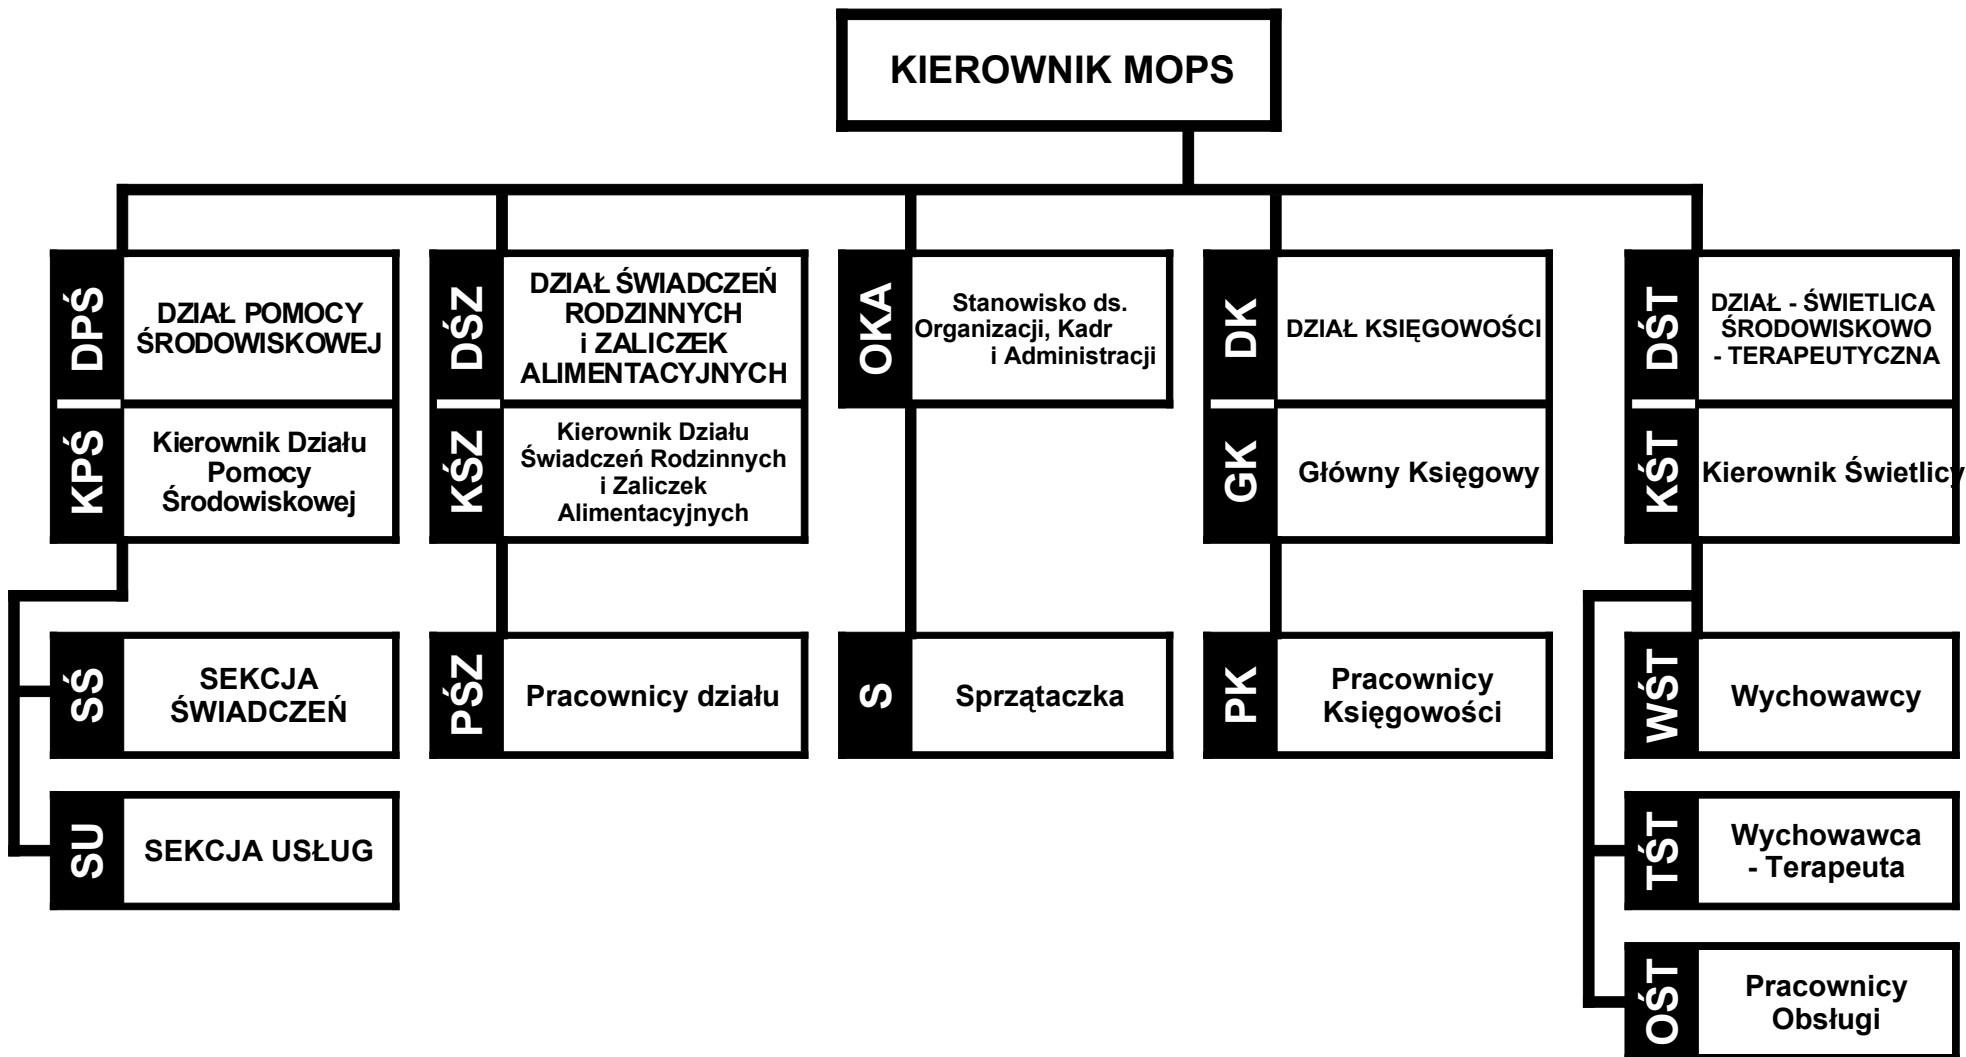 KIEROWNIK MOPS
DPŚ
DZIAŁ POMOCY
ŚRODOWISKOWEJ
KPŚ
Kierownik Działu
Pomocy
Środowiskowej
DŚZ
DZIAŁ ŚWIADCZEŃ
RODZINNYCH
i ZALICZEK
ALIMENTACYJNYCH
KŚZ
Kierownik Działu
Świadczeń Rodzinnych
i Zaliczek
Alimentacyjnych
OKA
Stanowisko ds.
Organizacji, Kadr
i Administracji
DK
DZIAŁ KSIĘGOWOŚCI
GK
Główny Księgowy
DŚT
DZIAŁ - ŚWIETLICA
ŚRODOWISKOWO
- TERAPEUTYCZNA
KŚT
Kierownik Świetlicy
SŚ
SEKCJA
ŚWIADCZEŃ
PŚZ
Pracownicy działu
S
Sprzątaczka
PK
Pracownicy
Księgowości
WŚT
Wychowawcy
SU
SEKCJA USŁUG
TŚT
Wychowawca
- Terapeuta
OŚT
Pracownicy
Obsługi